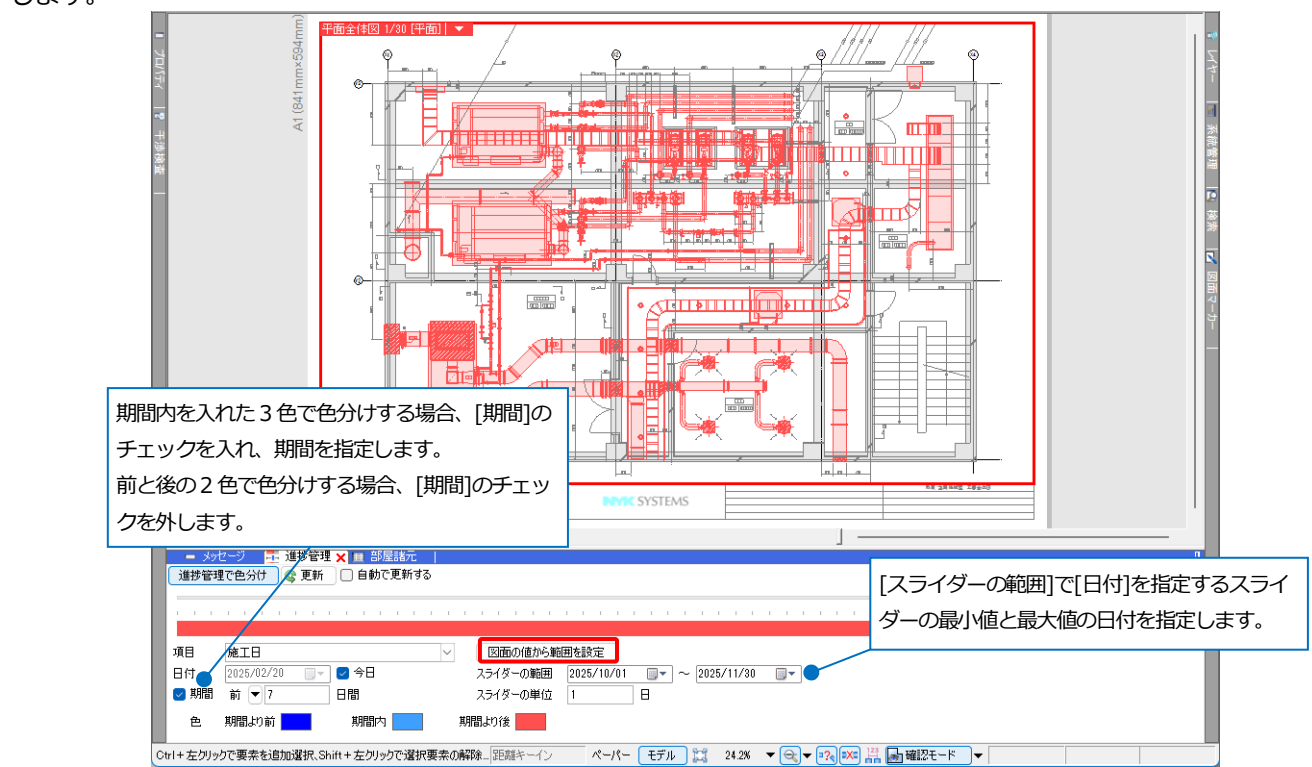 します。
平面全体図 1/30 [平面]
A1 (841mm×594mm)
プロパティ
干渉検査
レイヤー
系統管理
検索
図面マーカー
期間内を入れた３色で色分けする場合、[期間]の
チェックを入れ、期間を指定します。
前と後の２色で色分けする場合、[期間]のチェッ
クを外します。
NYK SYSTEMS
メッセージ 進捗管理 部屋諸元
進捗管理で色分け 更新 自動で更新する
[スライダーの範囲]で[日付]を指定するスライ
ダーの最小値と最大値の日付を指定します。
項目 施工日 図面の値から範囲を設定
日付 2025/02/20 今日 スライダーの範囲 2025/10/01 ～ 2025/11/30
期間 前 7 日間 スライダーの単位 1 日
色 期間より前 期間内 期間より後
Ctrl+左クリックで要素を追加選択、Shift+左クリックで選択要素の解除... 距離キーイン ペーパー モデル 24.2% 確認モード